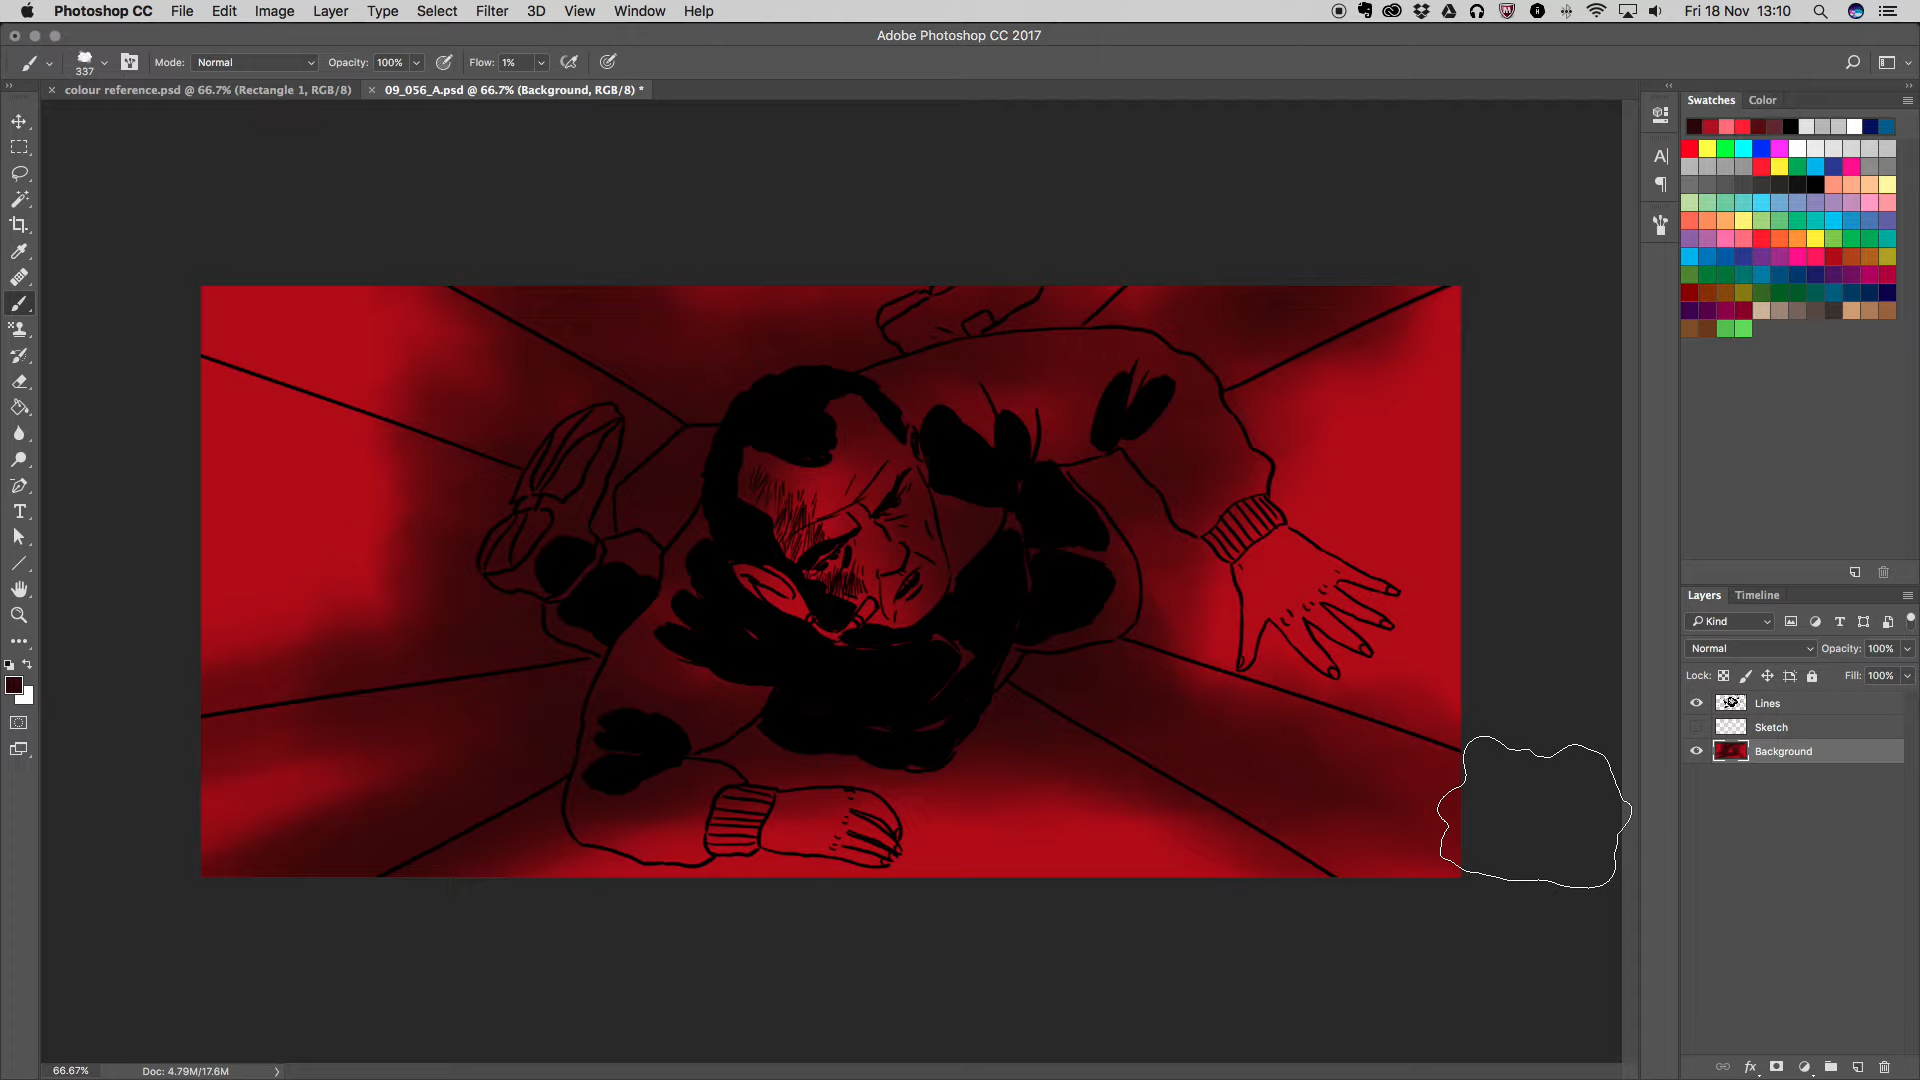 Photoshop CC File Edit Image Layer Type Select Filter 3D View Window Help Fri 18 Nov 13:10
Adobe Photoshop CC 2017
337 Mode: Normal Opacity: 100% Flow: 1%
colour reference.psd @ 66.7% (Rectangle 1, RGB/8) 09_056_A.psd @ 66.7% (Background, RGB/8) *
Swatches Color
Layers Timeline
Kind
Normal Opacity: 100%
Lock: Fill: 100%
Lines
Sketch
Background
66.67% Doc: 4.79M/17.6M